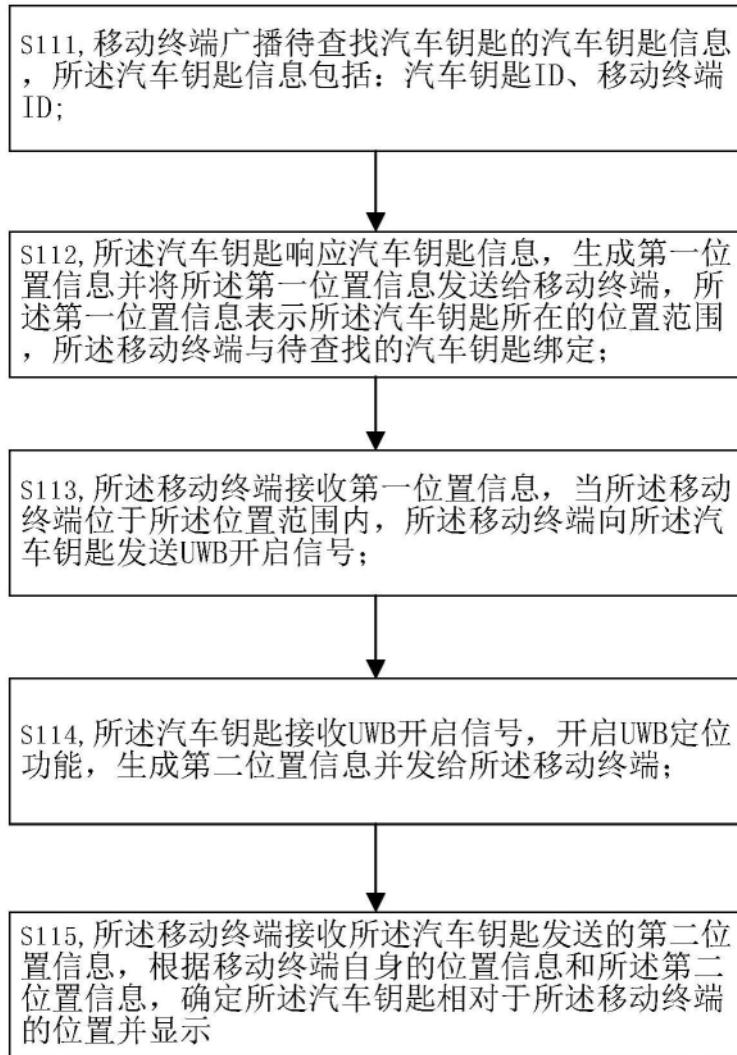 S111,移动终端广播待查找汽车钥匙的汽车钥匙信息
，所述汽车钥匙信息包括：汽车钥匙ID、移动终端
ID;
S112,所述汽车钥匙响应汽车钥匙信息，生成第一位
置信息并将所述第一位置信息发送给移动终端，所
述第一位置信息表示所述汽车钥匙所在的位置范围
，所述移动终端与待查找的汽车钥匙绑定；
S113,所述移动终端接收第一位置信息，当所述移动
终端位于所述位置范围内，所述移动终端向所述汽
车钥匙发送UWB开启信号；
S114,所述汽车钥匙接收UWB开启信号，开启UWB定位
功能，生成第二位置信息并发给所述移动终端；
S115,所述移动终端接收所述汽车钥匙发送的第二位
置信息，根据移动终端自身的位置信息和所述第二
位置信息，确定所述汽车钥匙相对于所述移动终端
的位置并显示